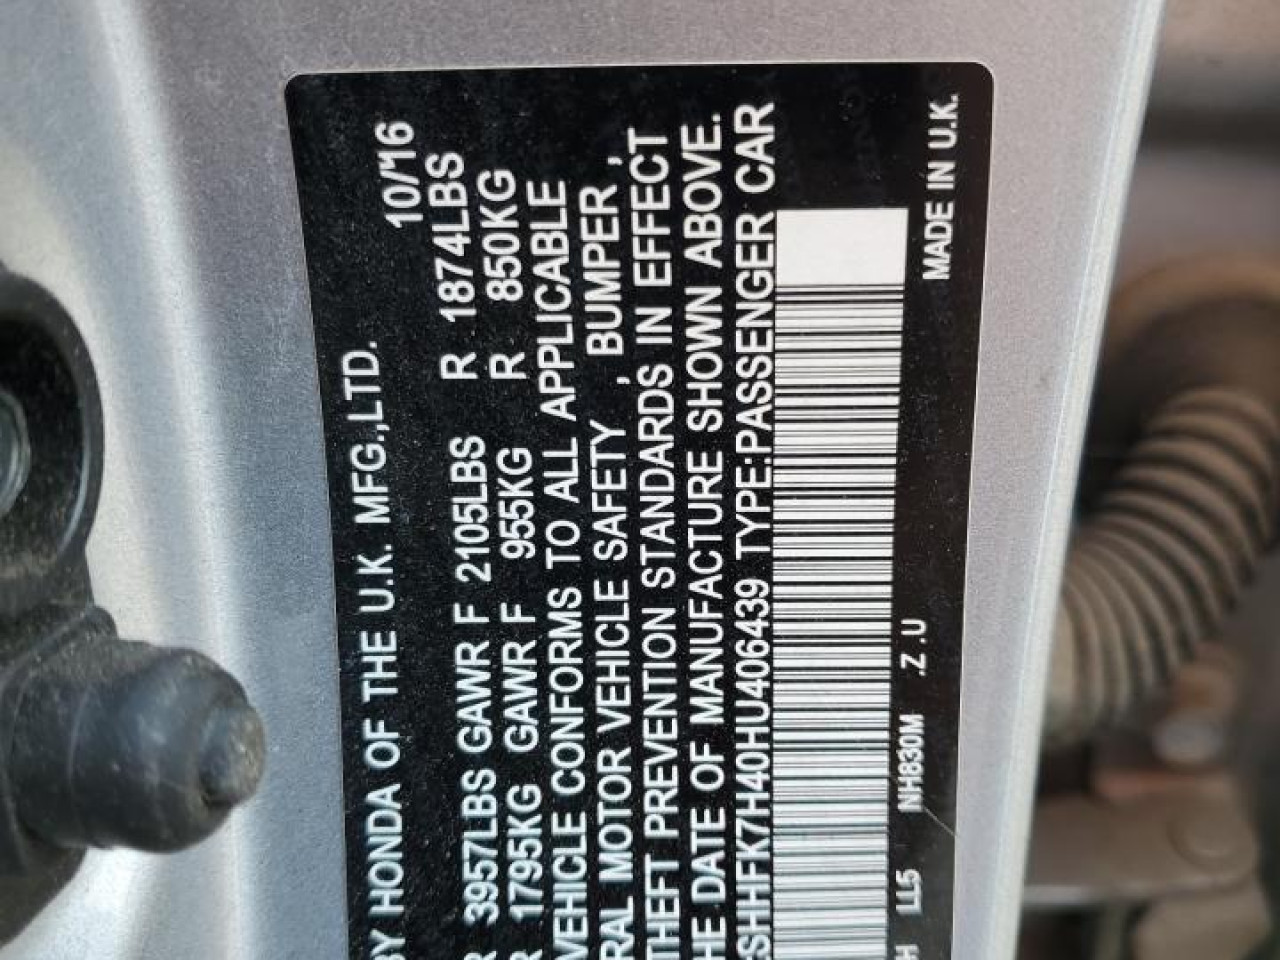 BY HONDA OF THE U.K. MFG.,LTD. 10/16
R 3957LBS GAWR F 2105LBS R 1874LBS
R 1795KG GAWR F 955KG R 850KG
VEHICLE CONFORMS TO ALL APPLICABLE
RAL MOTOR VEHICLE SAFETY , BUMPER ,
THEFT PREVENTION STANDARDS IN EFFECT
HE DATE OF MANUFACTURE SHOWN ABOVE.
:SHHFK7H40HU406439 TYPE:PASSENGER CAR
H LL5 NH830M .Z.U MADE IN U.K.